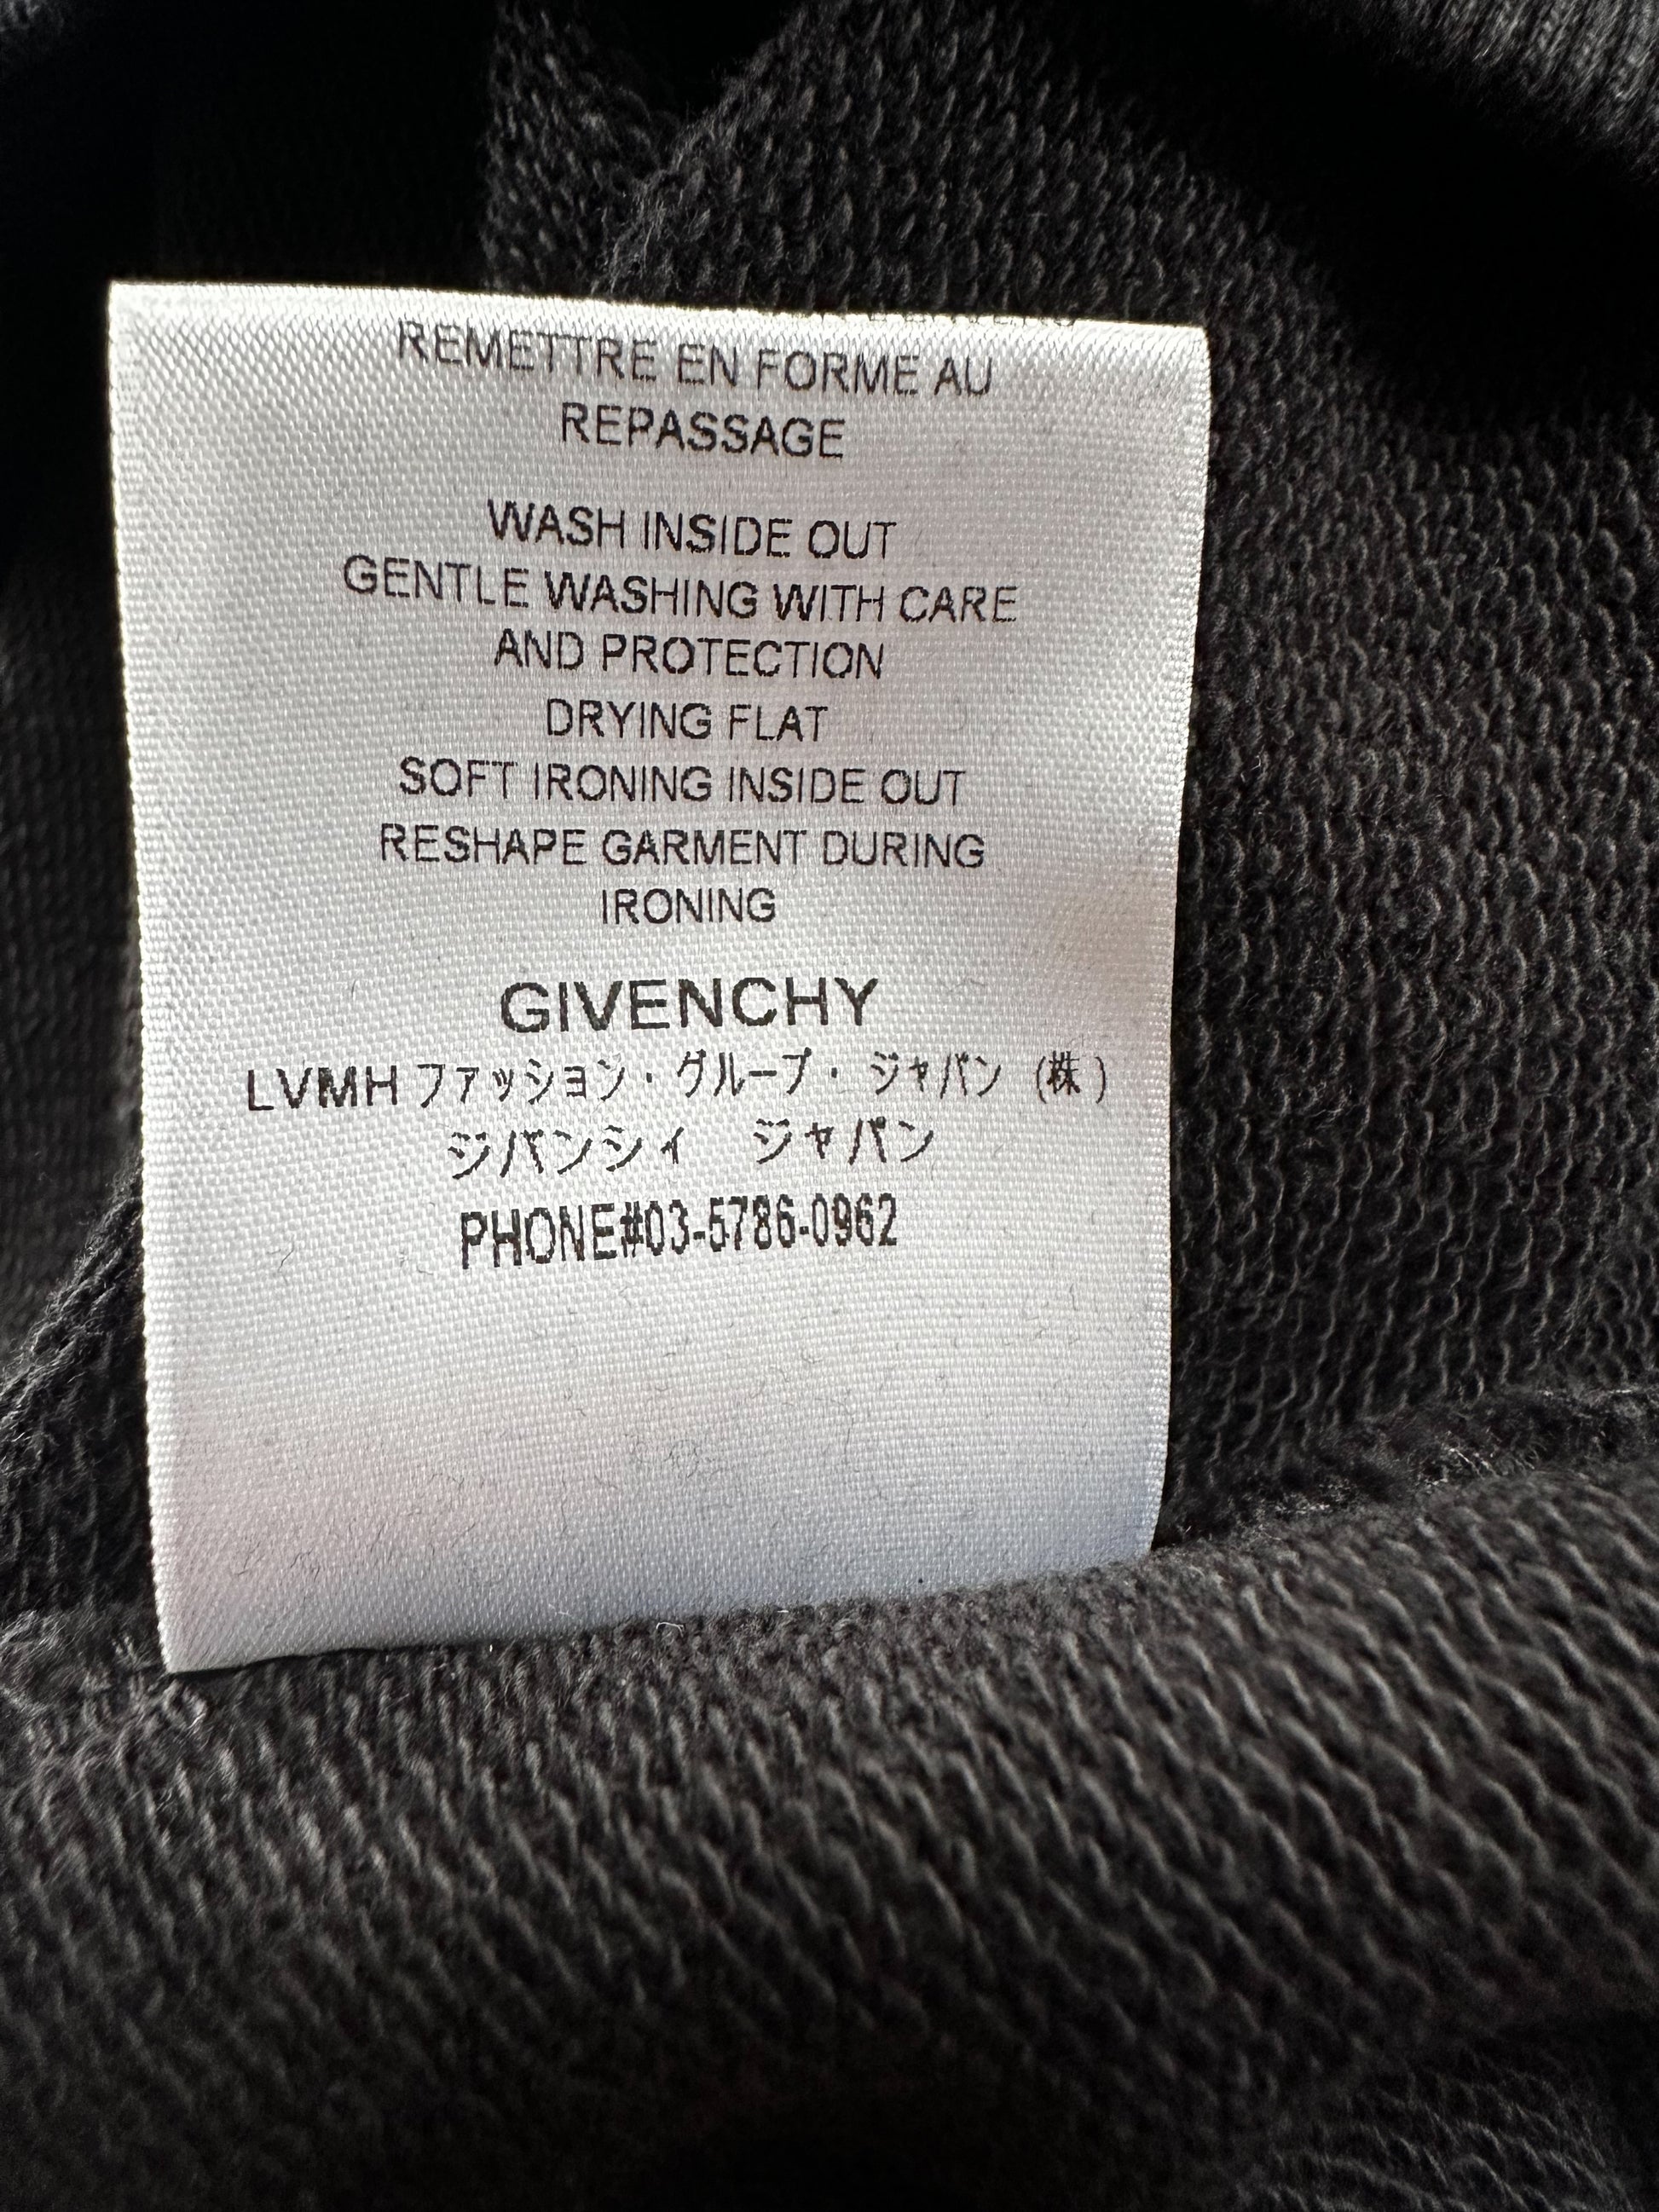 REMETTRE EN FORME AU
REPASSAGE
WASH INSIDE OUT
GENTLE WASHING WITH CARE
AND PROTECTION
DRYING FLAT
SOFT IRONING INSIDE OUT
RESHAPE GARMENT DURING
IRONING
GIVENCHY
LVMH ファッション・グループ・ジャパン (株)
ジバンシィ ジャパン
PHONE#03-5786-0962